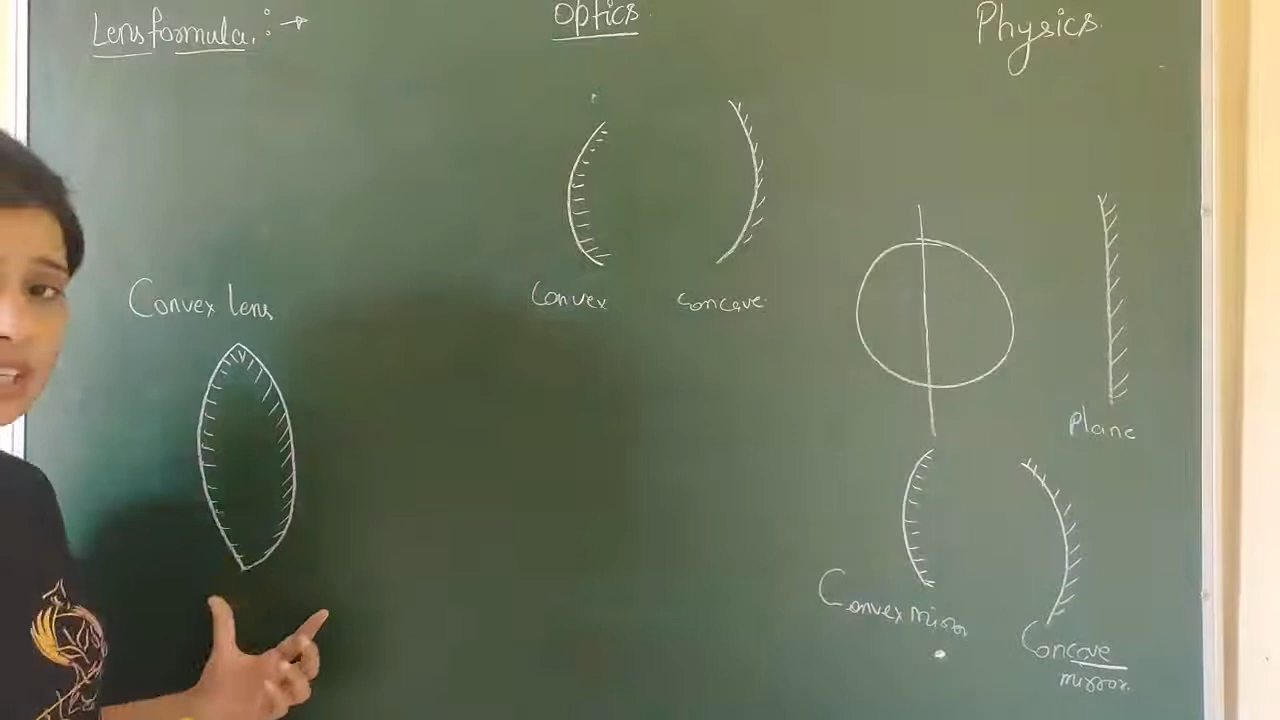 Lens formula :→
Optics
Physics
Convex
Concave
Convex lens
Plane
Convex mirror
Concave
mirror